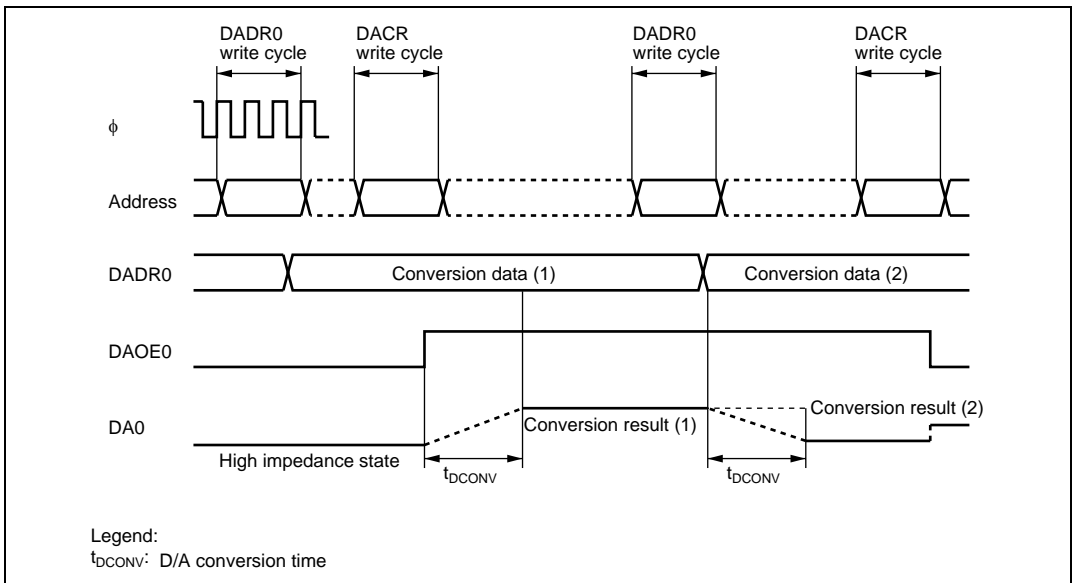 DADR0
write cycle
DACR
write cycle
DADR0
write cycle
DACR
write cycle
ϕ
Address
DADR0
Conversion data (1)
Conversion data (2)
DAOE0
DA0
Conversion result (1)
Conversion result (2)
High impedance state
tDCONV
tDCONV
Legend:
tDCONV: D/A conversion time